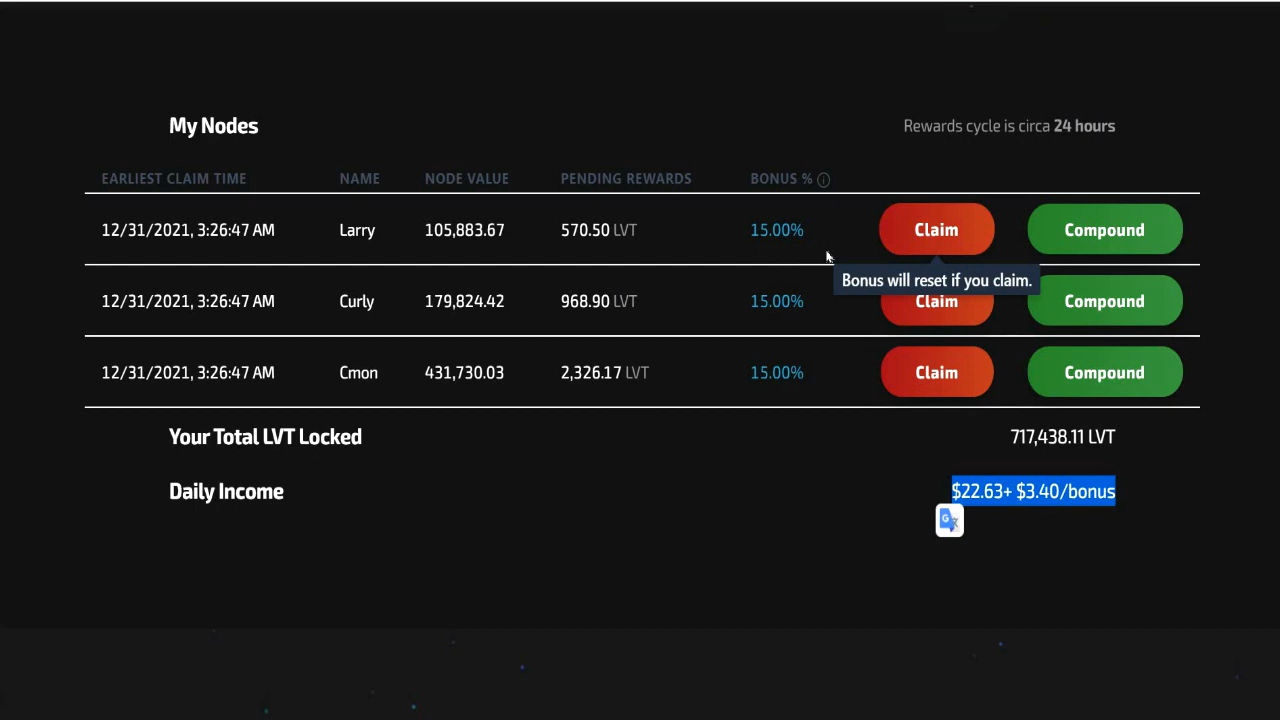 My Nodes Rewards cycle is circa 24 hours
EARLIEST CLAIM TIME NAME NODE VALUE PENDING REWARDS BONUS %
12/31/2021, 3:26:47 AM Larry 105,883.67 570.50 LVT 15.00% Claim Compound
Bonus will reset if you claim.
12/31/2021, 3:26:47 AM Curly 179,824.42 968.90 LVT 15.00% Claim Compound
12/31/2021, 3:26:47 AM Cmon 431,730.03 2,326.17 LVT 15.00% Claim Compound
Your Total LVT Locked 717,438.11 LVT
Daily Income $22.63+ $3.40/bonus